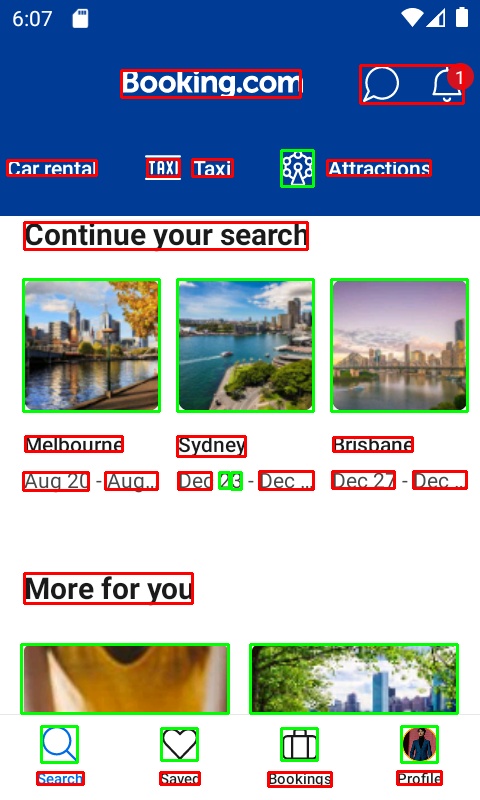 6:07
Booking.com
1
Car rental TAXI Taxi Attractions
Continue your search
Melbourne Sydney Brisbane
Aug 20 - Aug... Dec 23 - Dec ... Dec 27 - Dec ...
More for you
Search Saved Bookings Profile